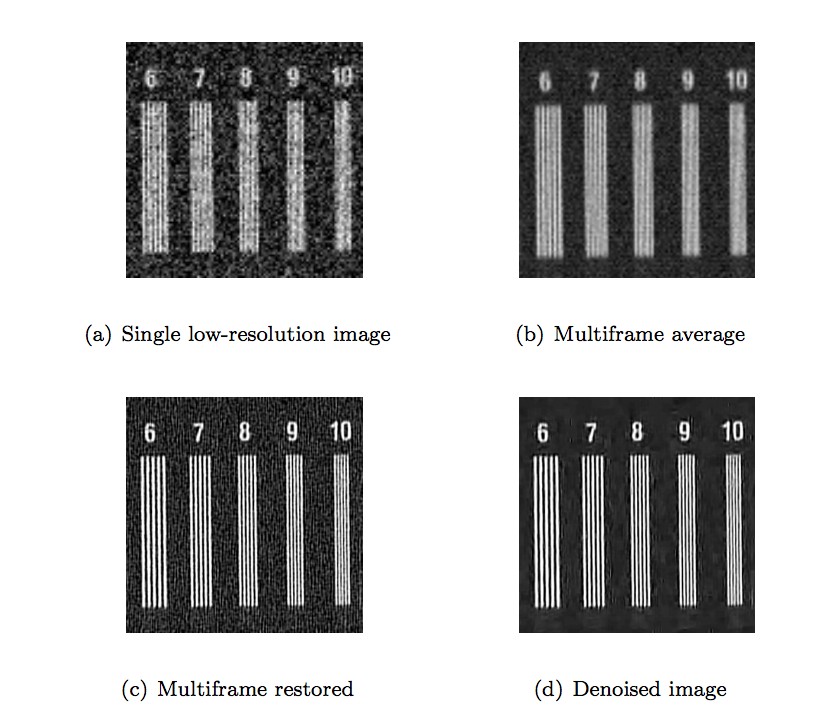 6 7 8 9 10
6 7 8 9 10
(a) Single low-resolution image
(b) Multiframe average
6 7 8 9 10
6 7 8 9 10
(c) Multiframe restored
(d) Denoised image